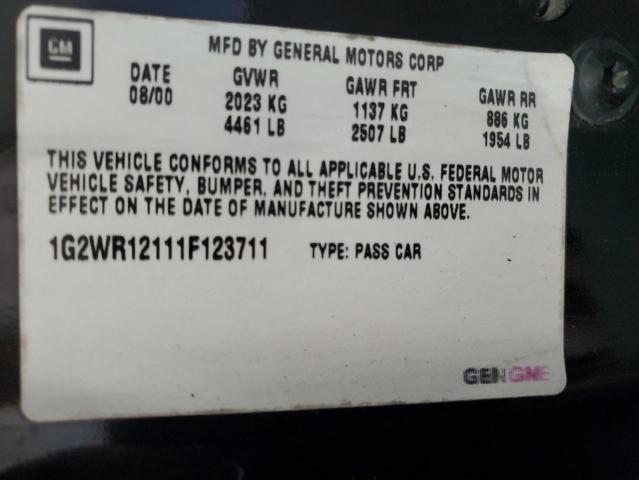 GM
MFD BY GENERAL MOTORS CORP
DATE GVWR GAWR FRT GAWR RR
08/00 2023 KG 1137 KG 886 KG
4461 LB 2507 LB 1954 LB
THIS VEHICLE CONFORMS TO ALL APPLICABLE U.S. FEDERAL MOTOR
VEHICLE SAFETY, BUMPER, AND THEFT PREVENTION STANDARDS IN
EFFECT ON THE DATE OF MANUFACTURE SHOWN ABOVE.
1G2WR12111F123711 TYPE: PASS CAR